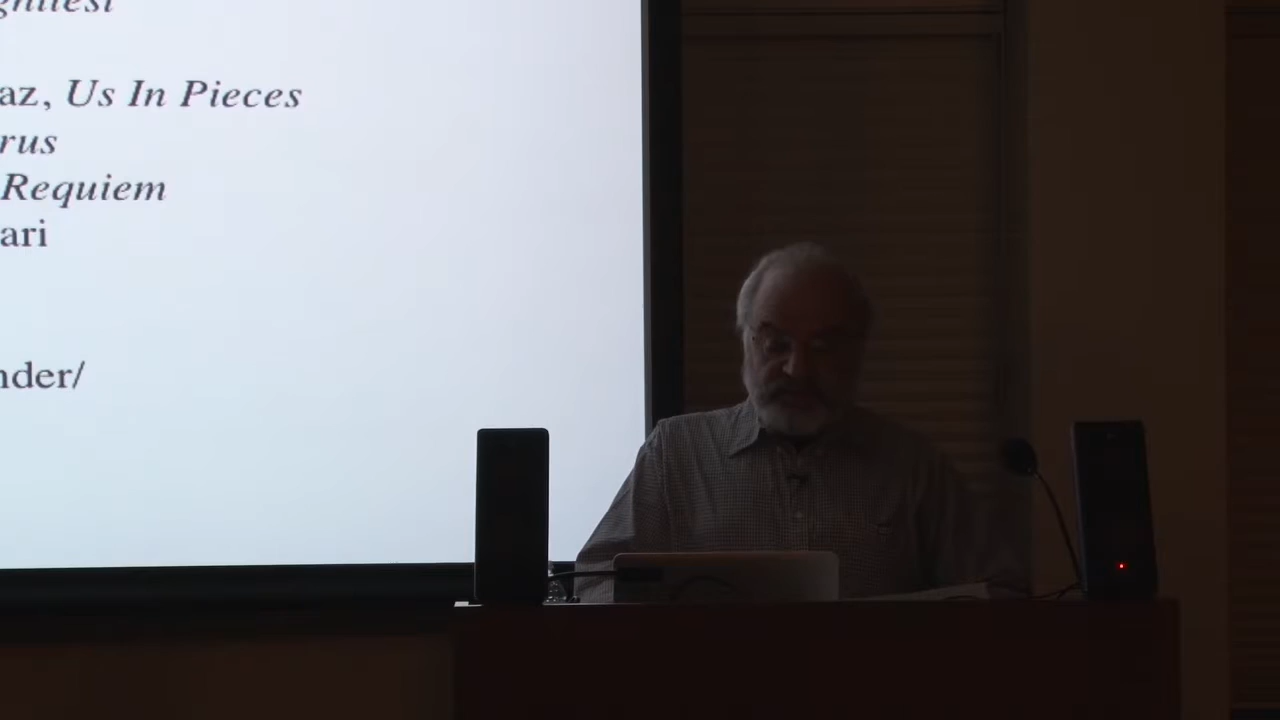 az, Us In Pieces
rus
Requiem
ari
nder/